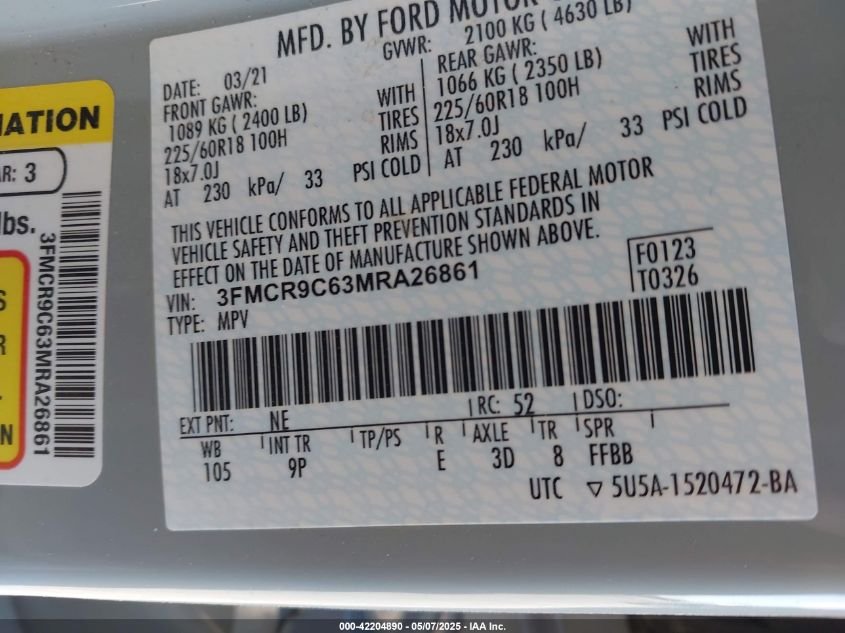 MFD. BY FORD MOTOR
GVWR: 2100 KG ( 4630 LB)
DATE: 03/21
FRONT GAWR:
1089 KG ( 2400 LB) WITH
225/60R18 100H TIRES
18x7.0J RIMS
AT 230 kPa/ 33 PSI COLD
REAR GAWR:
1066 KG ( 2350 LB) WITH
225/60R18 100H TIRES
18x7.0J RIMS
AT 230 kPa/ 33 PSI COLD
THIS VEHICLE CONFORMS TO ALL APPLICABLE FEDERAL MOTOR
VEHICLE SAFETY AND THEFT PREVENTION STANDARDS IN
EFFECT ON THE DATE OF MANUFACTURE SHOWN ABOVE.
VIN: 3FMCR9C63MRA26861
TYPE: MPV
F0123
T0326
EXT PNT: NE RC: 52 DSO:
WB INT TR TP/PS R AXLE TR SPR
105 9P E 3D 8 FFBB
UTC ▽ 5U5A-1520472-BA
MATION
AR: 3
lbs.
3FMCR9C63MRA26861
S
R
N
000-42204890 - 05/07/2025 - IAA Inc.